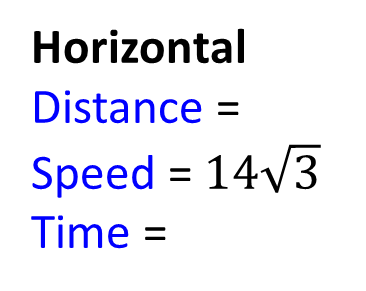 Horizontal
Distance =
Speed = 14√3
Time =